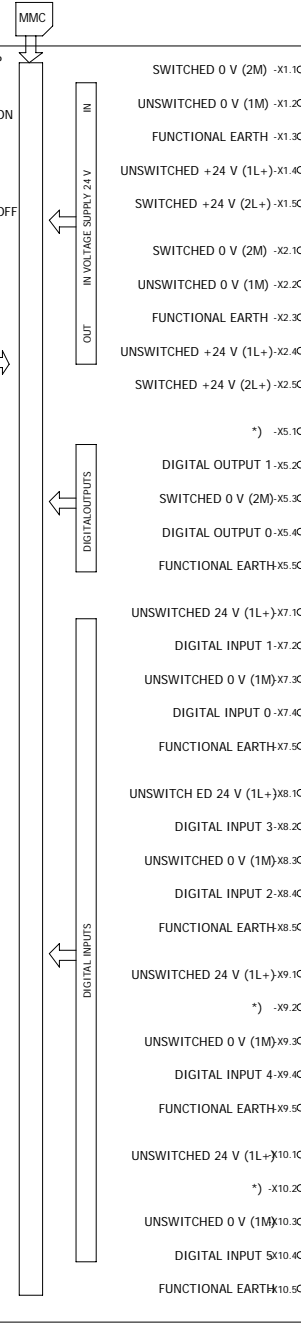 MMC
ON
OFF
IN
IN VOLTAGE SUPPLY 24 V
OUT
SWITCHED 0 V (2M) -X1.1
UNSWITCHED 0 V (1M) -X1.2
FUNCTIONAL EARTH -X1.3
UNSWITCHED +24 V (1L+)-X1.4
SWITCHED +24 V (2L+) -X1.5
SWITCHED 0 V (2M) -X2.1
UNSWITCHED 0 V (1M) -X2.2
FUNCTIONAL EARTH -X2.3
UNSWITCHED +24 V (1L+)-X2.4
SWITCHED +24 V (2L+) -X2.5
DIGITALOUTPUTS
*) -X5.1
DIGITAL OUTPUT 1-X5.2
SWITCHED 0 V (2M)-X5.3
DIGITAL OUTPUT 0-X5.4
FUNCTIONAL EARTH-X5.5
DIGITAL INPUTS
UNSWITCHED 24 V (1L+)-X7.1
DIGITAL INPUT 1-X7.2
UNSWITCHED 0 V (1M)-X7.3
DIGITAL INPUT 0-X7.4
FUNCTIONAL EARTH-X7.5
UNSWITCH ED 24 V (1L+)-X8.1
DIGITAL INPUT 3-X8.2
UNSWITCHED 0 V (1M)-X8.3
DIGITAL INPUT 2-X8.4
FUNCTIONAL EARTH-X8.5
UNSWITCHED 24 V (1L+)-X9.1
*) -X9.2
UNSWITCHED 0 V (1M)-X9.3
DIGITAL INPUT 4-X9.4
FUNCTIONAL EARTH-X9.5
UNSWITCHED 24 V (1L+)-X10.1
*) -X10.2
UNSWITCHED 0 V (1M)-X10.3
DIGITAL INPUT 5-X10.4
FUNCTIONAL EARTH-X10.5